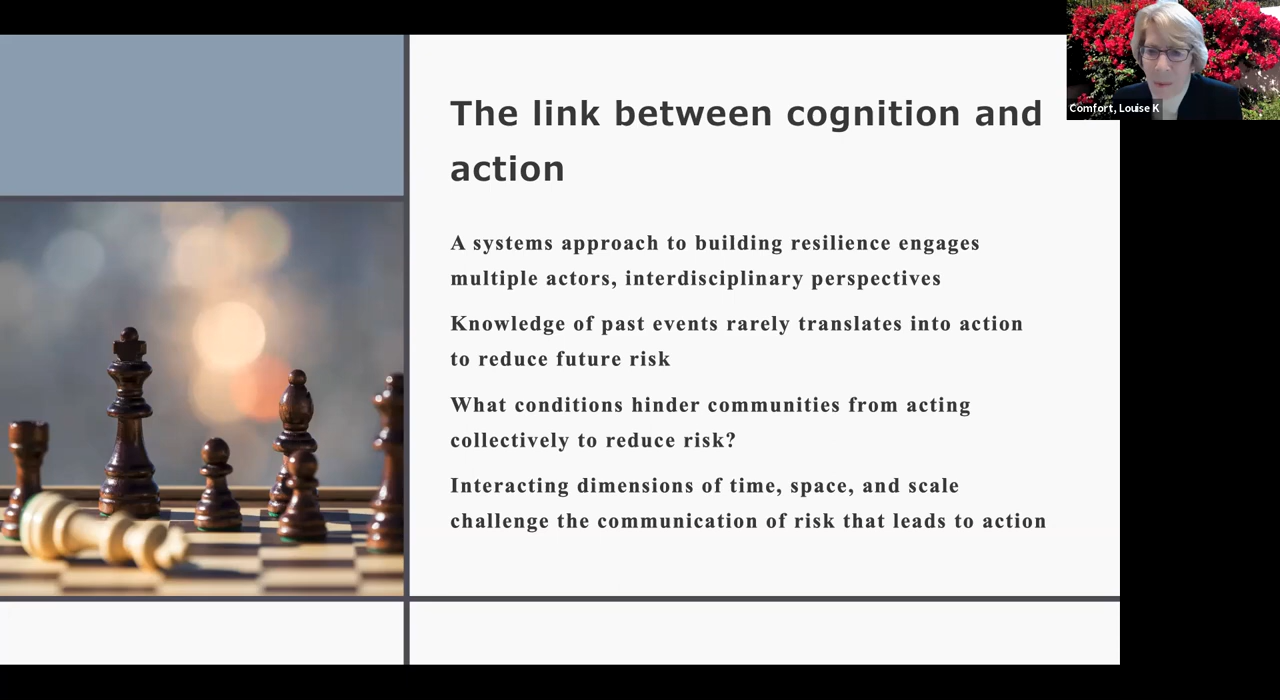 The link between cognition and
action
A systems approach to building resilience engages
multiple actors, interdisciplinary perspectives
Knowledge of past events rarely translates into action
to reduce future risk
What conditions hinder communities from acting
collectively to reduce risk?
Interacting dimensions of time, space, and scale
challenge the communication of risk that leads to action
Comfort, Louise K